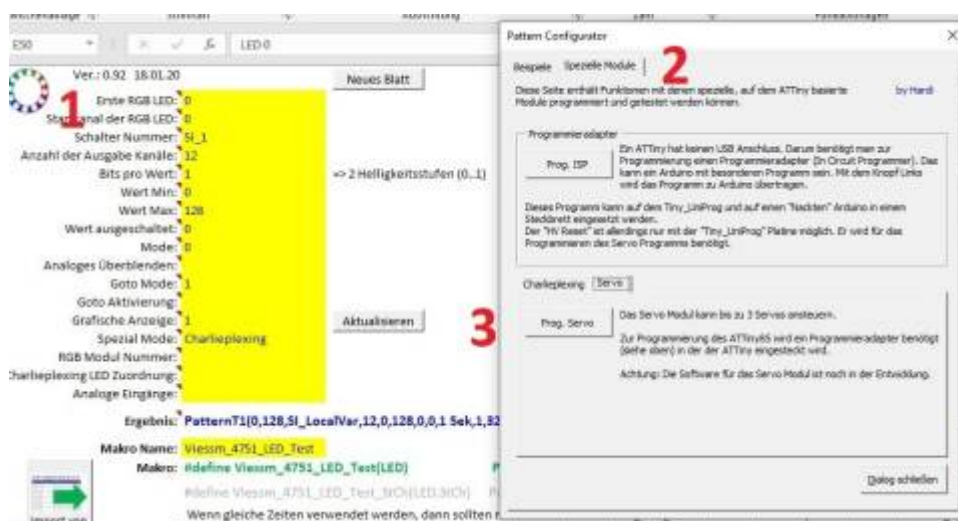 E50
LED 0
Ver.: 0.92 18.01.20
Neues Blatt
1
Erste RGB LED: 0
Startkanal der RGB LED: 0
Schalter Nummer: SI_1
Anzahl der Ausgabe Kanäle: 12
Bits pro Wert: 1
=> 2 Helligkeitsstufen (0..1)
Wert Min: 0
Wert Max: 128
Wert ausgeschaltet: 0
Mode: 0
Analoges Überblenden:
Goto Mode: 1
Goto Aktivierung:
Grafische Anzeige: 1
Aktualisieren
Spezial Mode: Charlieplexing
RGB Modul Nummer:
Charlieplexing LED Zuordnung:
Analoge Eingänge:
Ergebnis: PatternT1(0,128,SI_LocalVar,12,0,128,0,0,1 Sek,1,
Makro Name: Viessm_4751_LED_Test
Makro: #define Viessm_4751_LED_Test(LED)
#define Viessm_4751_LED_Test_StCh(LED,StCh)
Wenn gleiche Zeiten verwendet werden, dann sollten
Import von
Pattern Configurator
Beispiele Spezielle Module
2
Diese Seite enthält Funktionen mit denen spezielle, auf dem ATTiny basierte
Module programmiert und getestet werden können.
by Hardi
Programmieradapter
Prog. ISP
Ein ATTiny hat keinen USB Anschluss. Darum benötigt man zur
Programmierung einen Programmieradapter (In Circuit Programmer). Das
kann ein Arduino mit besonderen Programm sein. Mit dem Knopf Links
wird das Programm zu Arduino übertragen.
Dieses Programm kann auf dem Tiny_UniProg und auf einen "Nackten" Arduino in einem
Steckbrett eingesetzt werden.
Der "HV Reset" ist allerdings nur mit der "Tiny_UniProg" Platine möglich. Er wird für das
Programmieren des Servo Programms benötigt.
Charlieplexing Servo
3
Prog. Servo
Das Servo Modul kann bis zu 3 Servos ansteuern.
Zur Programmierung des ATTiny85 wird ein Programmieradapter benötigt
(siehe oben) in der der ATTiny eingesteckt wird.
Achtung: Die Software für das Servo Modul ist noch in der Entwicklung.
Dialog schließen